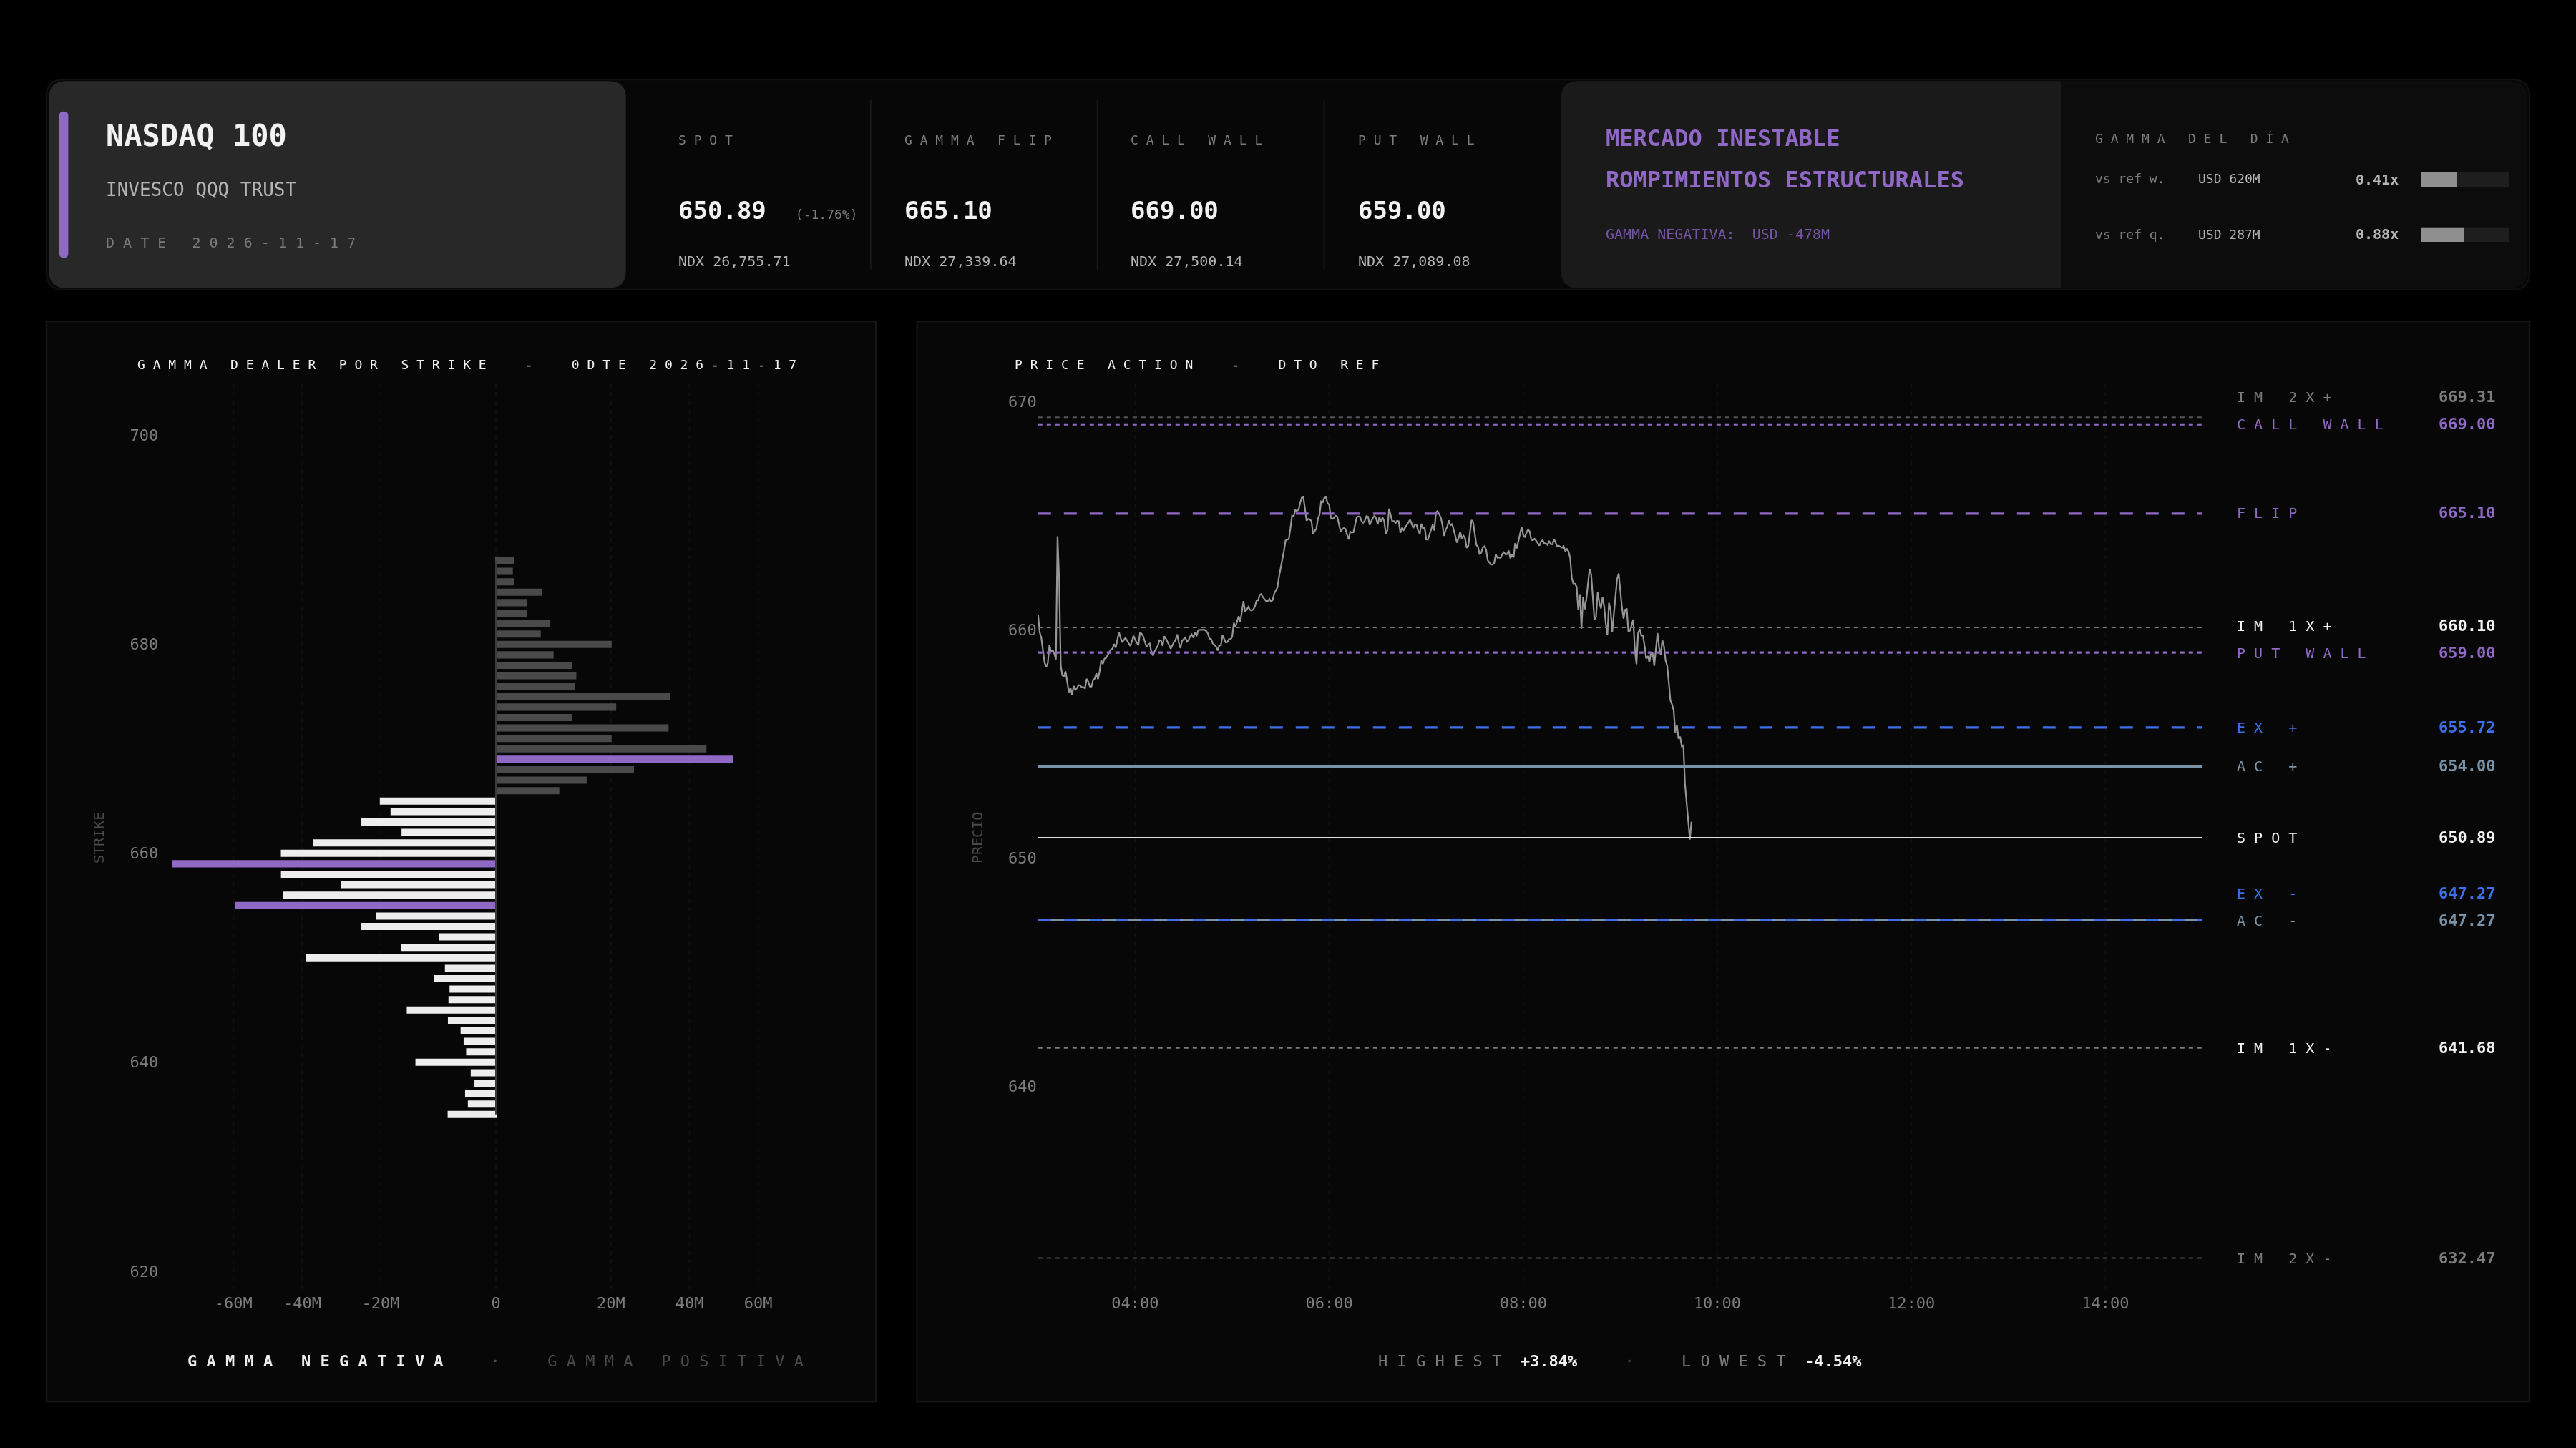 NASDAQ 100
INVESCO QQQ TRUST
DATE 2026-11-17
SPOT
650.89 (-1.76%)
NDX 26,755.71
GAMMA FLIP
665.10
NDX 27,339.64
CALL WALL
669.00
NDX 27,500.14
PUT WALL
659.00
NDX 27,089.08
MERCADO INESTABLE
ROMPIMIENTOS ESTRUCTURALES
GAMMA NEGATIVA: USD -478M
GAMMA DEL DÍA
vs ref w. USD 620M 0.41x
vs ref q. USD 287M 0.88x
GAMMA DEALER POR STRIKE - 0DTE 2026-11-17
STRIKE
700
680
660
640
620
-60M -40M -20M 0 20M 40M 60M
GAMMA NEGATIVA · GAMMA POSITIVA
PRICE ACTION - DTO REF
PRECIO
670
660
650
640
04:00 06:00 08:00 10:00 12:00 14:00
IM 2X+ 669.31
CALL WALL 669.00
FLIP 665.10
IM 1X+ 660.10
PUT WALL 659.00
EX + 655.72
AC + 654.00
SPOT 650.89
EX - 647.27
AC - 647.27
IM 1X- 641.68
IM 2X- 632.47
HIGHEST +3.84% · LOWEST -4.54%